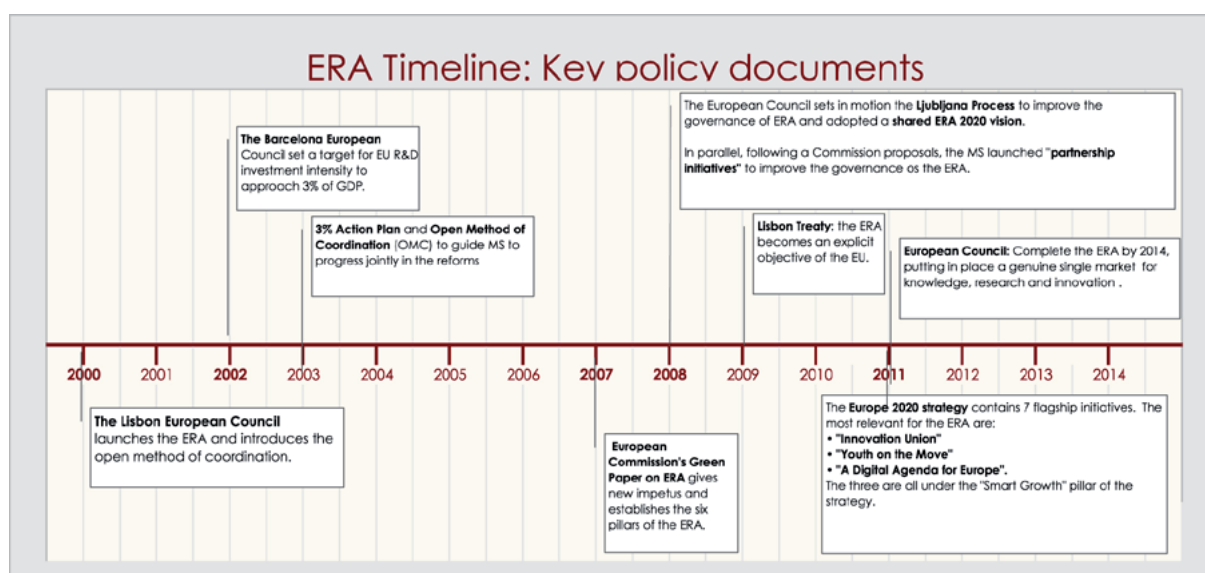 ERA Timeline: Key policy documents
The European Council sets in motion the Ljubljana Process to improve the
governance of ERA and adopted a shared ERA 2020 vision.
In parallel, following a Commission proposals, the MS launched "partnership
initiatives" to improve the governance os the ERA.
The Barcelona European
Council set a target for EU R&D
investment intensity to
approach 3% of GDP.
3% Action Plan and Open Method of
Coordination (OMC) to guide MS to
progress jointly in the reforms
Lisbon Treaty: the ERA
becomes an explicit
objective of the EU.
European Council: Complete the ERA by 2014,
putting in place a genuine single market for
knowledge, research and innovation .
2000 2001 2002 2003 2004 2005 2006 2007 2008 2009 2010 2011 2012 2013 2014
The Lisbon European Council
launches the ERA and introduces the
open method of coordination.
European
Commission's Green
Paper on ERA gives
new impetus and
establishes the six
pillars of the ERA.
The Europe 2020 strategy contains 7 flagship initiatives. The
most relevant for the ERA are:
• "Innovation Union"
• "Youth on the Move"
• "A Digital Agenda for Europe".
The three are all under the "Smart Growth" pillar of the
strategy.